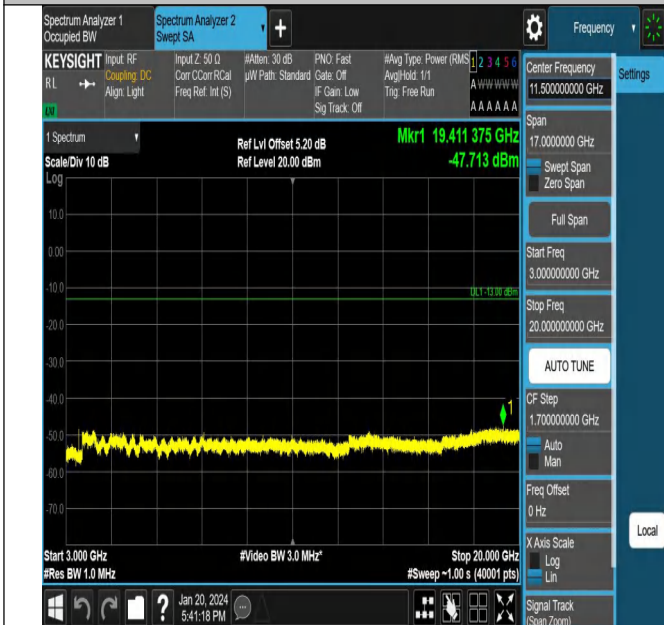 Spectrum Analyzer 1
Occupied BW
Spectrum Analyzer 2
Swept SA
+
Frequency
KEYSIGHT
RL
LXI
Input: RF
Coupling: DC
Align: Light
Input Z: 50 Ω
Corr CCorr RCal
Freq Ref: Int (S)
#Atten: 30 dB
µW Path: Standard
PNO: Fast
Gate: Off
IF Gain: Low
Sig Track: Off
#Avg Type: Power (RMS
Avg|Hold: 1/1
Trig: Free Run
1 2 3 4 5 6
A W W W W W
A A A A A A
Center Frequency
11.500000000 GHz
Settings
1 Spectrum
Scale/Div 10 dB
Log
Ref Lvl Offset 5.20 dB
Ref Level 20.00 dBm
Mkr1 19.411 375 GHz
-47.713 dBm
Span
17.0000000 GHz
Swept Span
Zero Span
Full Span
Start Freq
3.000000000 GHz
Stop Freq
20.000000000 GHz
AUTO TUNE
CF Step
1.700000000 GHz
Auto
Man
Freq Offset
0 Hz
X Axis Scale
Log
Lin
Local
Signal Track
(Span Zoom)
10.0
0.00
-10.0
DL1 -13.00 dBm
-20.0
-30.0
-40.0
1
-50.0
-60.0
-70.0
Start 3.000 GHz
#Res BW 1.0 MHz
#Video BW 3.0 MHz*
Stop 20.000 GHz
#Sweep ~1.00 s (40001 pts)
?
Jan 20, 2024
5:41:18 PM